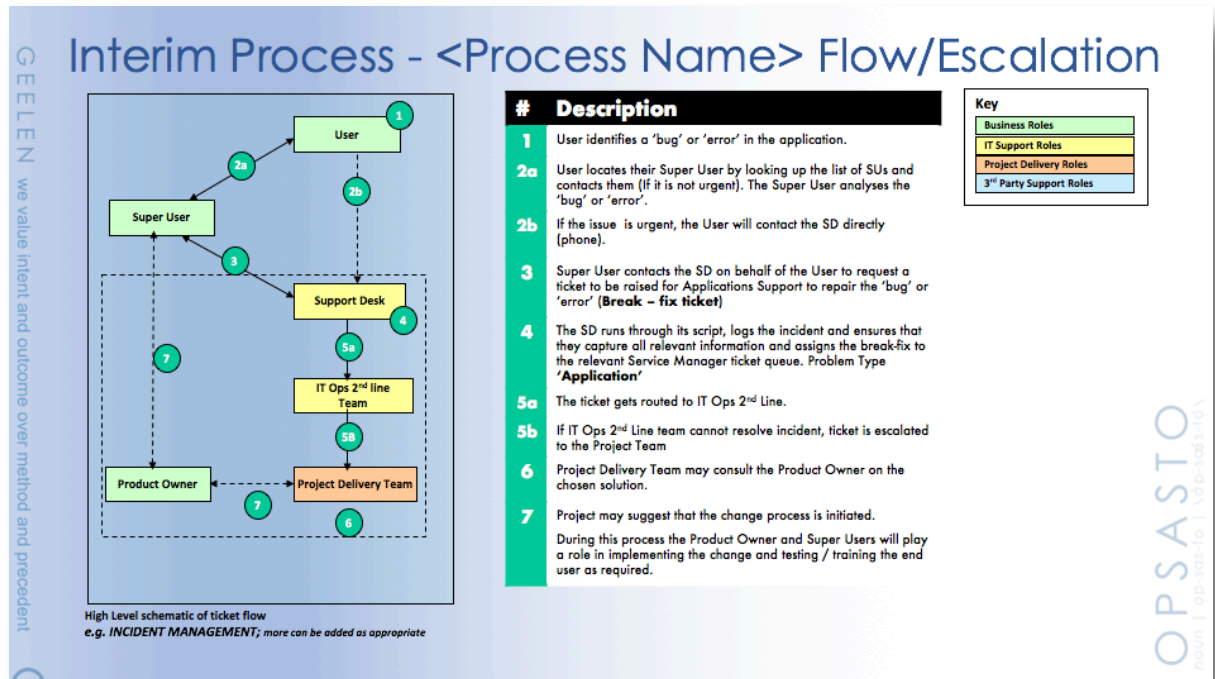 Interim Process - <Process Name> Flow/Escalation
GEELEN we value intent and outcome over method and precedent
1
User
2a
2b
Super User
3
Support Desk
4
5a
7
IT Ops 2nd line
Team
5B
Product Owner
Project Delivery Team
7
6
High Level schematic of ticket flow
e.g. INCIDENT MANAGEMENT; more can be added as appropriate
# Description
1 User identifies a ‘bug’ or ‘error’ in the application.
2a User locates their Super User by looking up the list of SUs and
contacts them (If it is not urgent). The Super User analyses the
‘bug’ or ‘error’.
2b If the issue is urgent, the User will contact the SD directly
(phone).
3 Super User contacts the SD on behalf of the User to request a
ticket to be raised for Applications Support to repair the ‘bug’ or
‘error’ (Break – fix ticket)
4 The SD runs through its script, logs the incident and ensures that
they capture all relevant information and assigns the break-fix to
the relevant Service Manager ticket queue. Problem Type
‘Application’
5a The ticket gets routed to IT Ops 2nd Line.
5b If IT Ops 2nd Line team cannot resolve incident, ticket is escalated
to the Project Team
6 Project Delivery Team may consult the Product Owner on the
chosen solution.
7 Project may suggest that the change process is initiated.
During this process the Product Owner and Super Users will play
a role in implementing the change and testing / training the end
user as required.
Key
Business Roles
IT Support Roles
Project Delivery Roles
3rd Party Support Roles
OPSASTO
noun | op-sas-to |